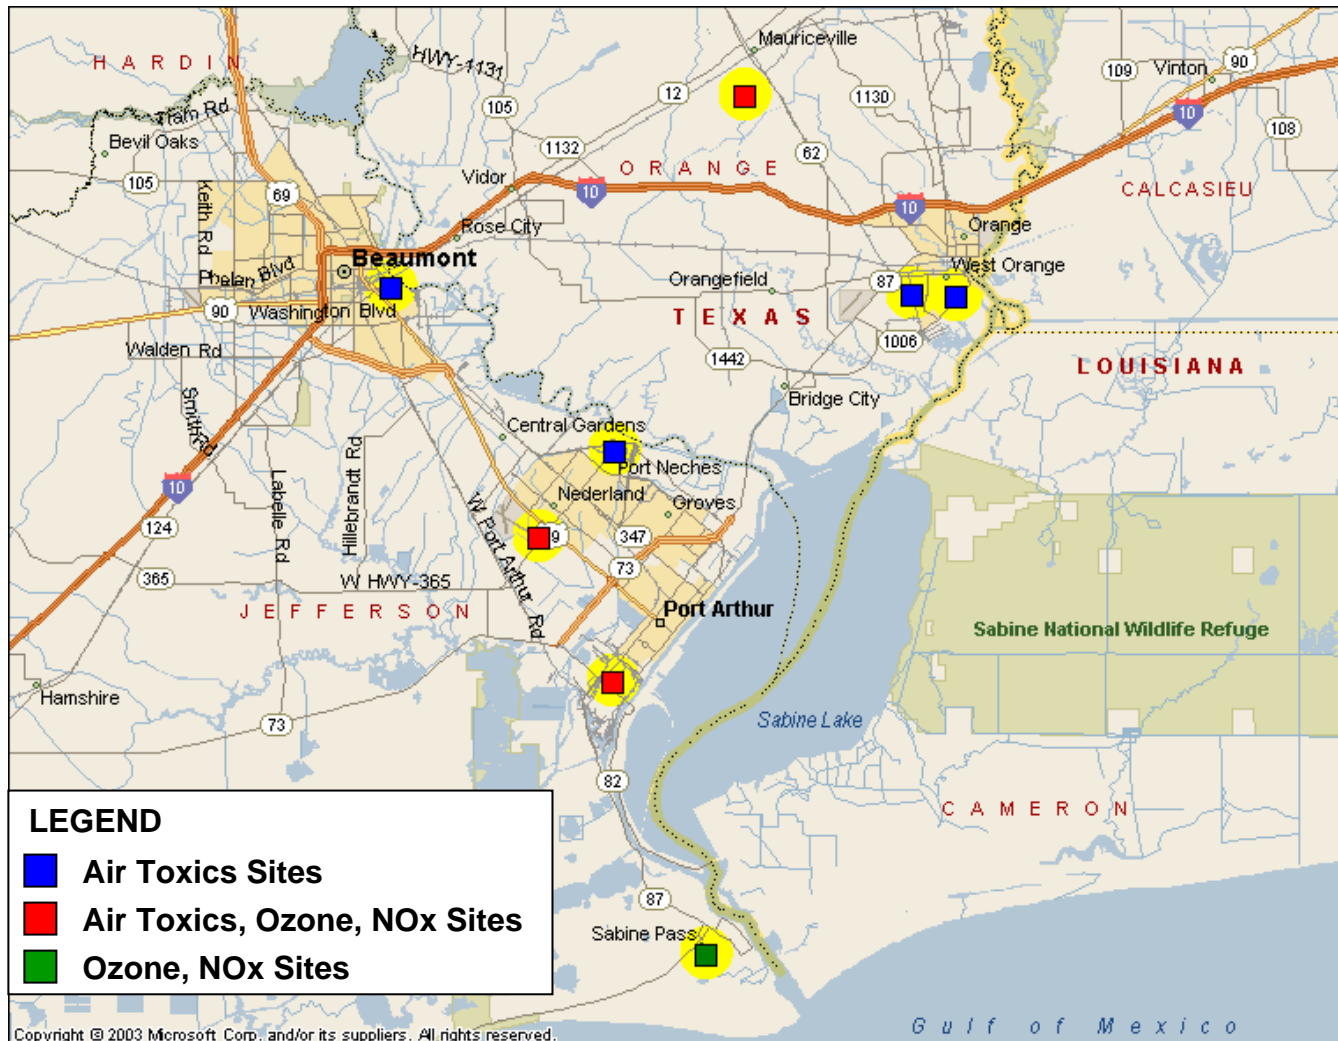 Mauriceville
HARDIN
HWY-1131
109
Vinton
90
12
1130
105
10
Tram Rd
108
Bevil Oaks
1132
62
ORANGE
105
Vidor
10
CALCASIEU
Keith Rd
69
10
Rose City
Orange
Beaumont
West Orange
Phelan Blvd
Orangefield
87
90
Washington Blvd
TEXAS
1006
Walden Rd
1442
LOUISIANA
Smith Rd
Bridge City
Central Gardens
Port Neches
10
Labelle Rd
Hillebrandt Rd
W Port Arthur Rd
Nederland
Groves
124
9
347
73
365
W HWY-365
JEFFERSON
Port Arthur
Sabine National Wildlife Refuge
Hamshire
73
Sabine Lake
82
CAMERON
LEGEND
Air Toxics Sites
Air Toxics, Ozone, NOx Sites
Ozone, NOx Sites
87
Sabine Pass
Gulf of Mexico
Copyright © 2003 Microsoft Corp. and/or its suppliers. All rights reserved.